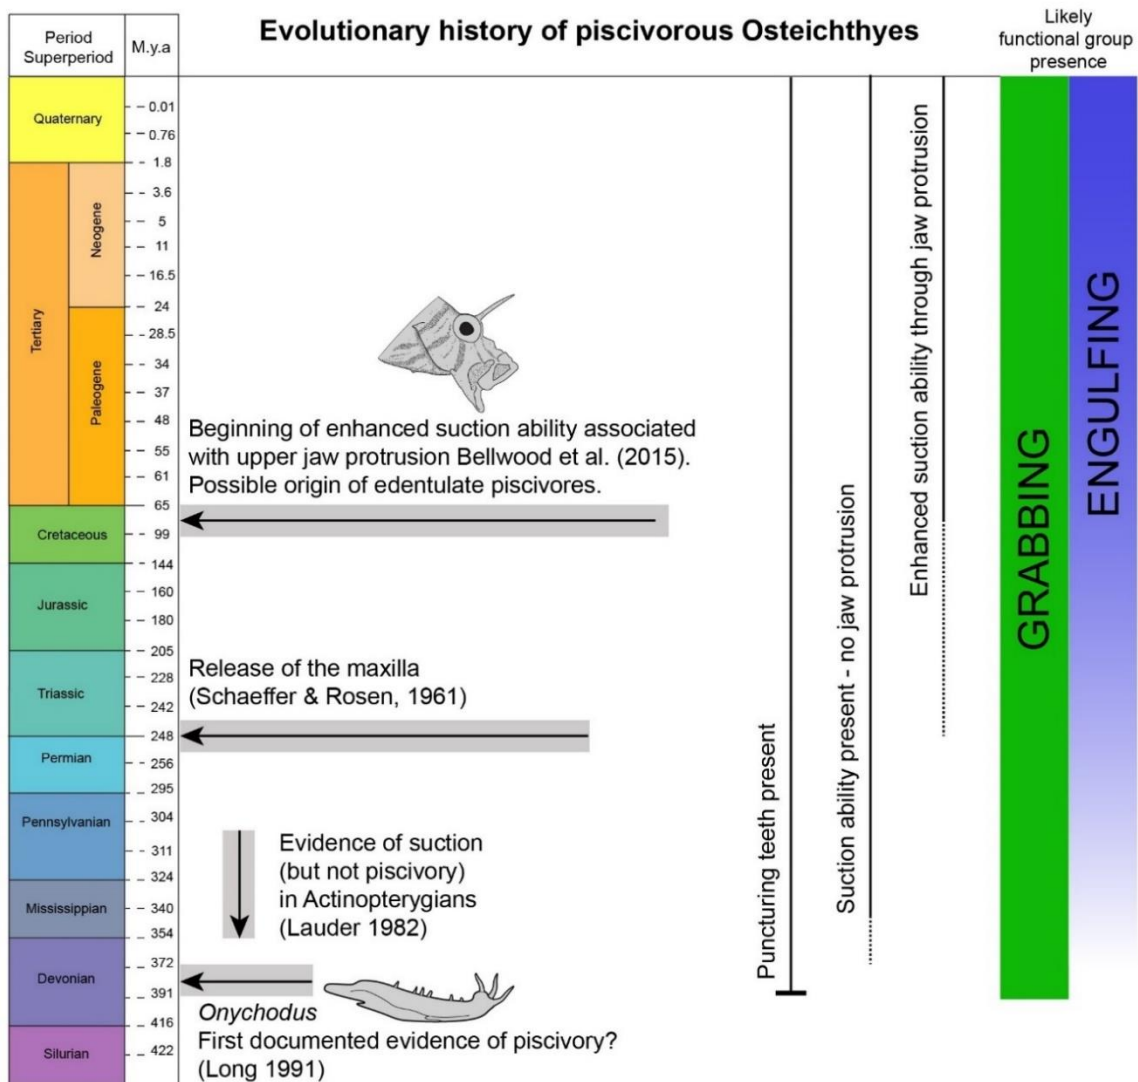 Evolutionary history of piscivorous Osteichthyes
Period
Superperiod
M.y.a
Likely
functional group
presence
Quaternary
Tertiary
Neogene
Paleogene
Cretaceous
Jurassic
Triassic
Permian
Pennsylvanian
Mississippian
Devonian
Silurian
0.01
0.76
1.8
3.6
5
11
16.5
24
28.5
34
37
48
55
61
65
99
144
160
180
205
228
242
248
256
295
304
311
324
340
354
372
391
416
422
Beginning of enhanced suction ability associated
with upper jaw protrusion Bellwood et al. (2015).
Possible origin of edentulate piscivores.
Release of the maxilla
(Schaeffer & Rosen, 1961)
Evidence of suction
(but not piscivory)
in Actinopterygians
(Lauder 1982)
Onychodus
First documented evidence of piscivory?
(Long 1991)
Puncturing teeth present
Suction ability present - no jaw protrusion
Enhanced suction ability through jaw protrusion
GRABBING
ENGULFING